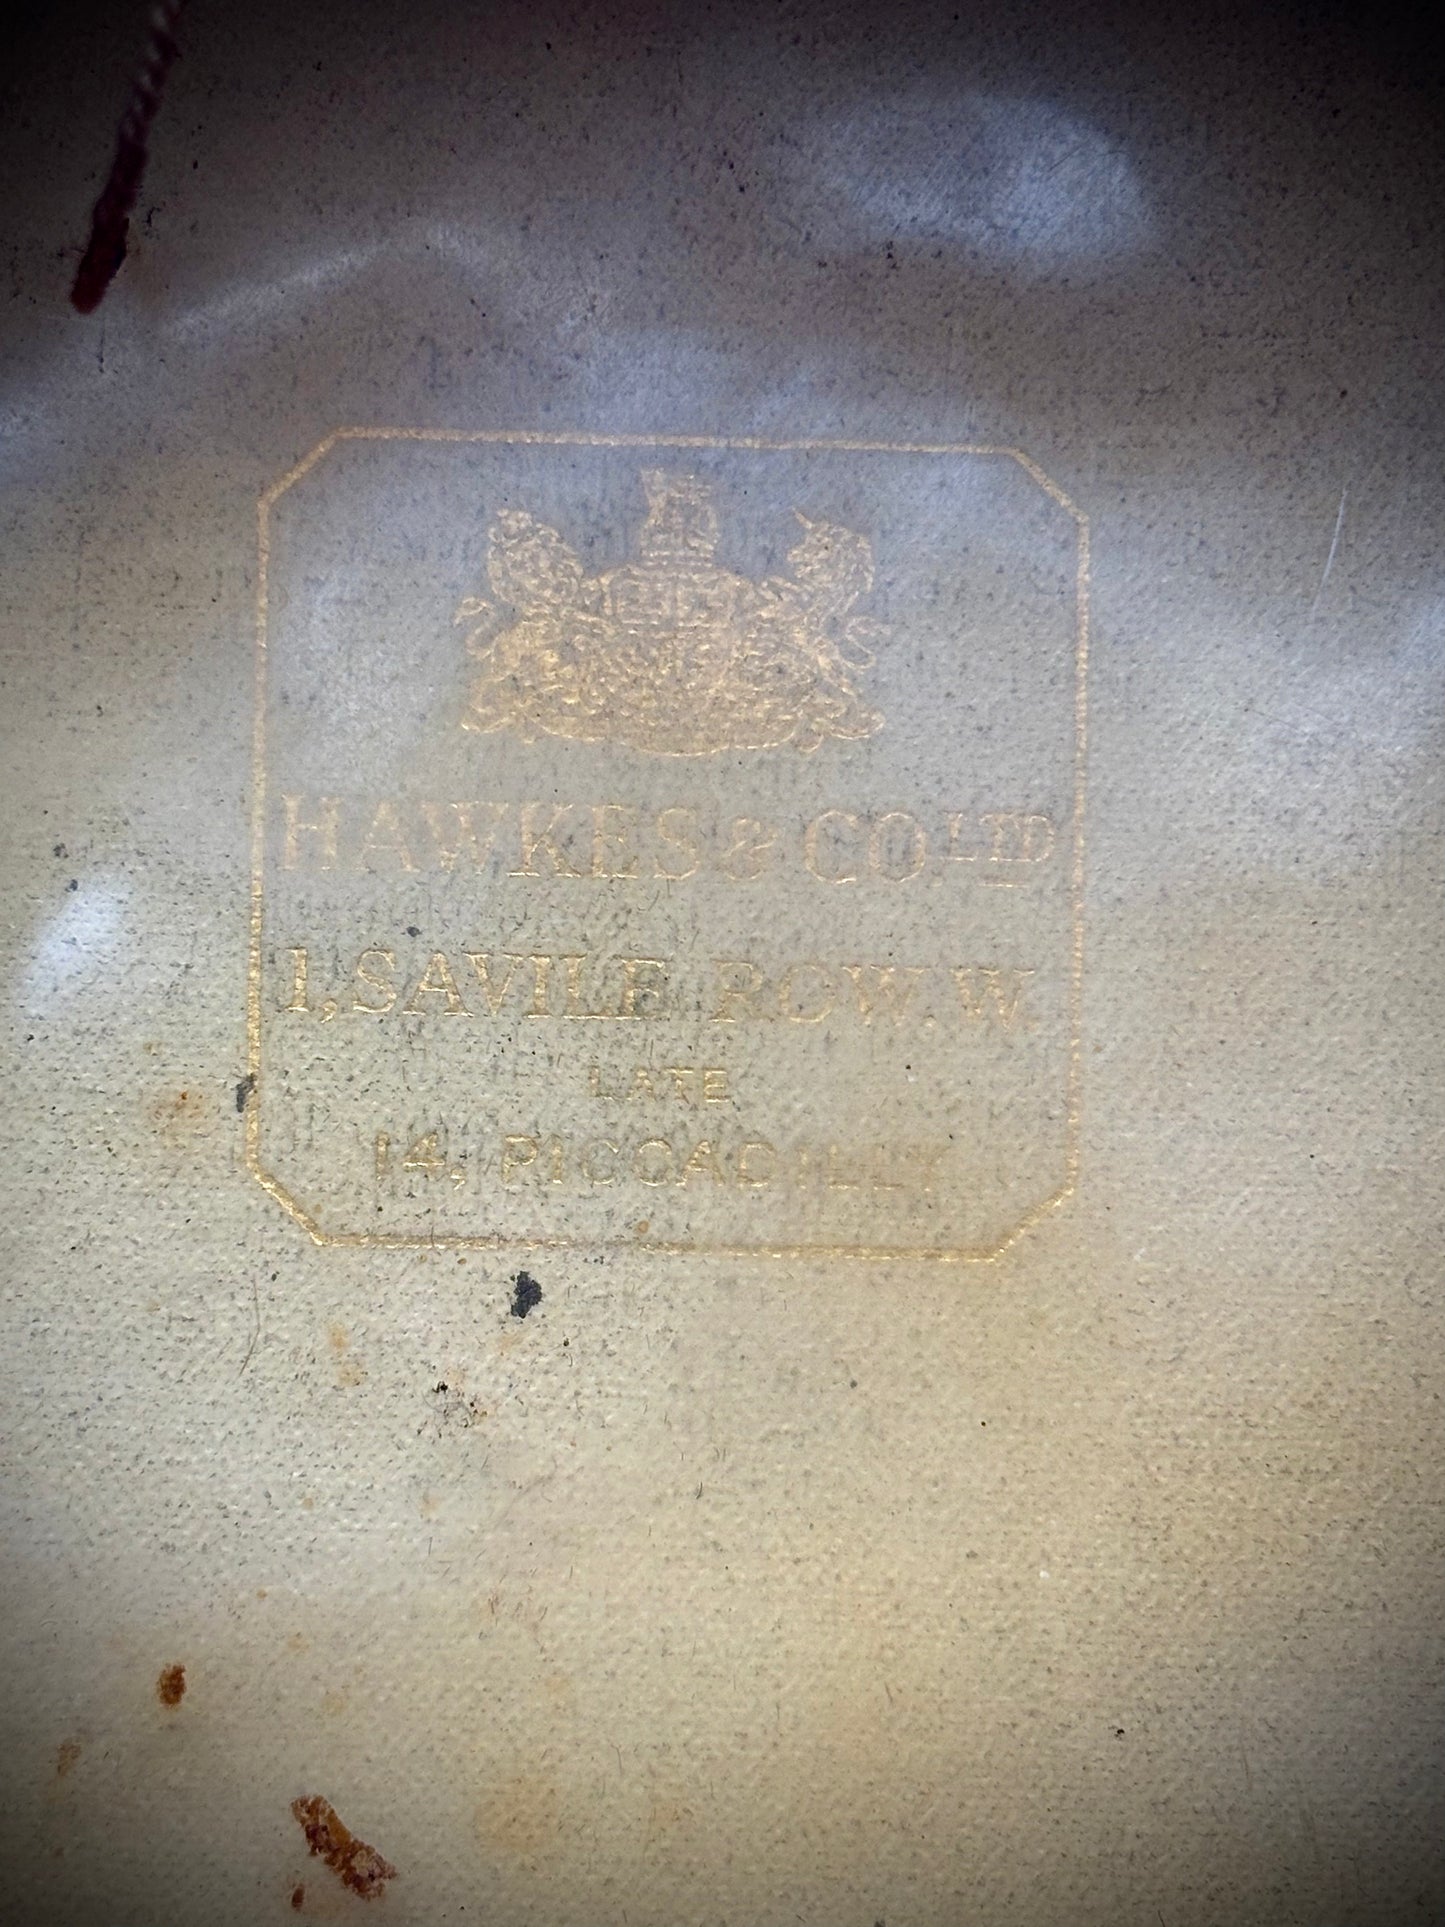 HAWKES & CO LTD
1, SAVILE ROW. W.
LATE
14, PICCADILLY